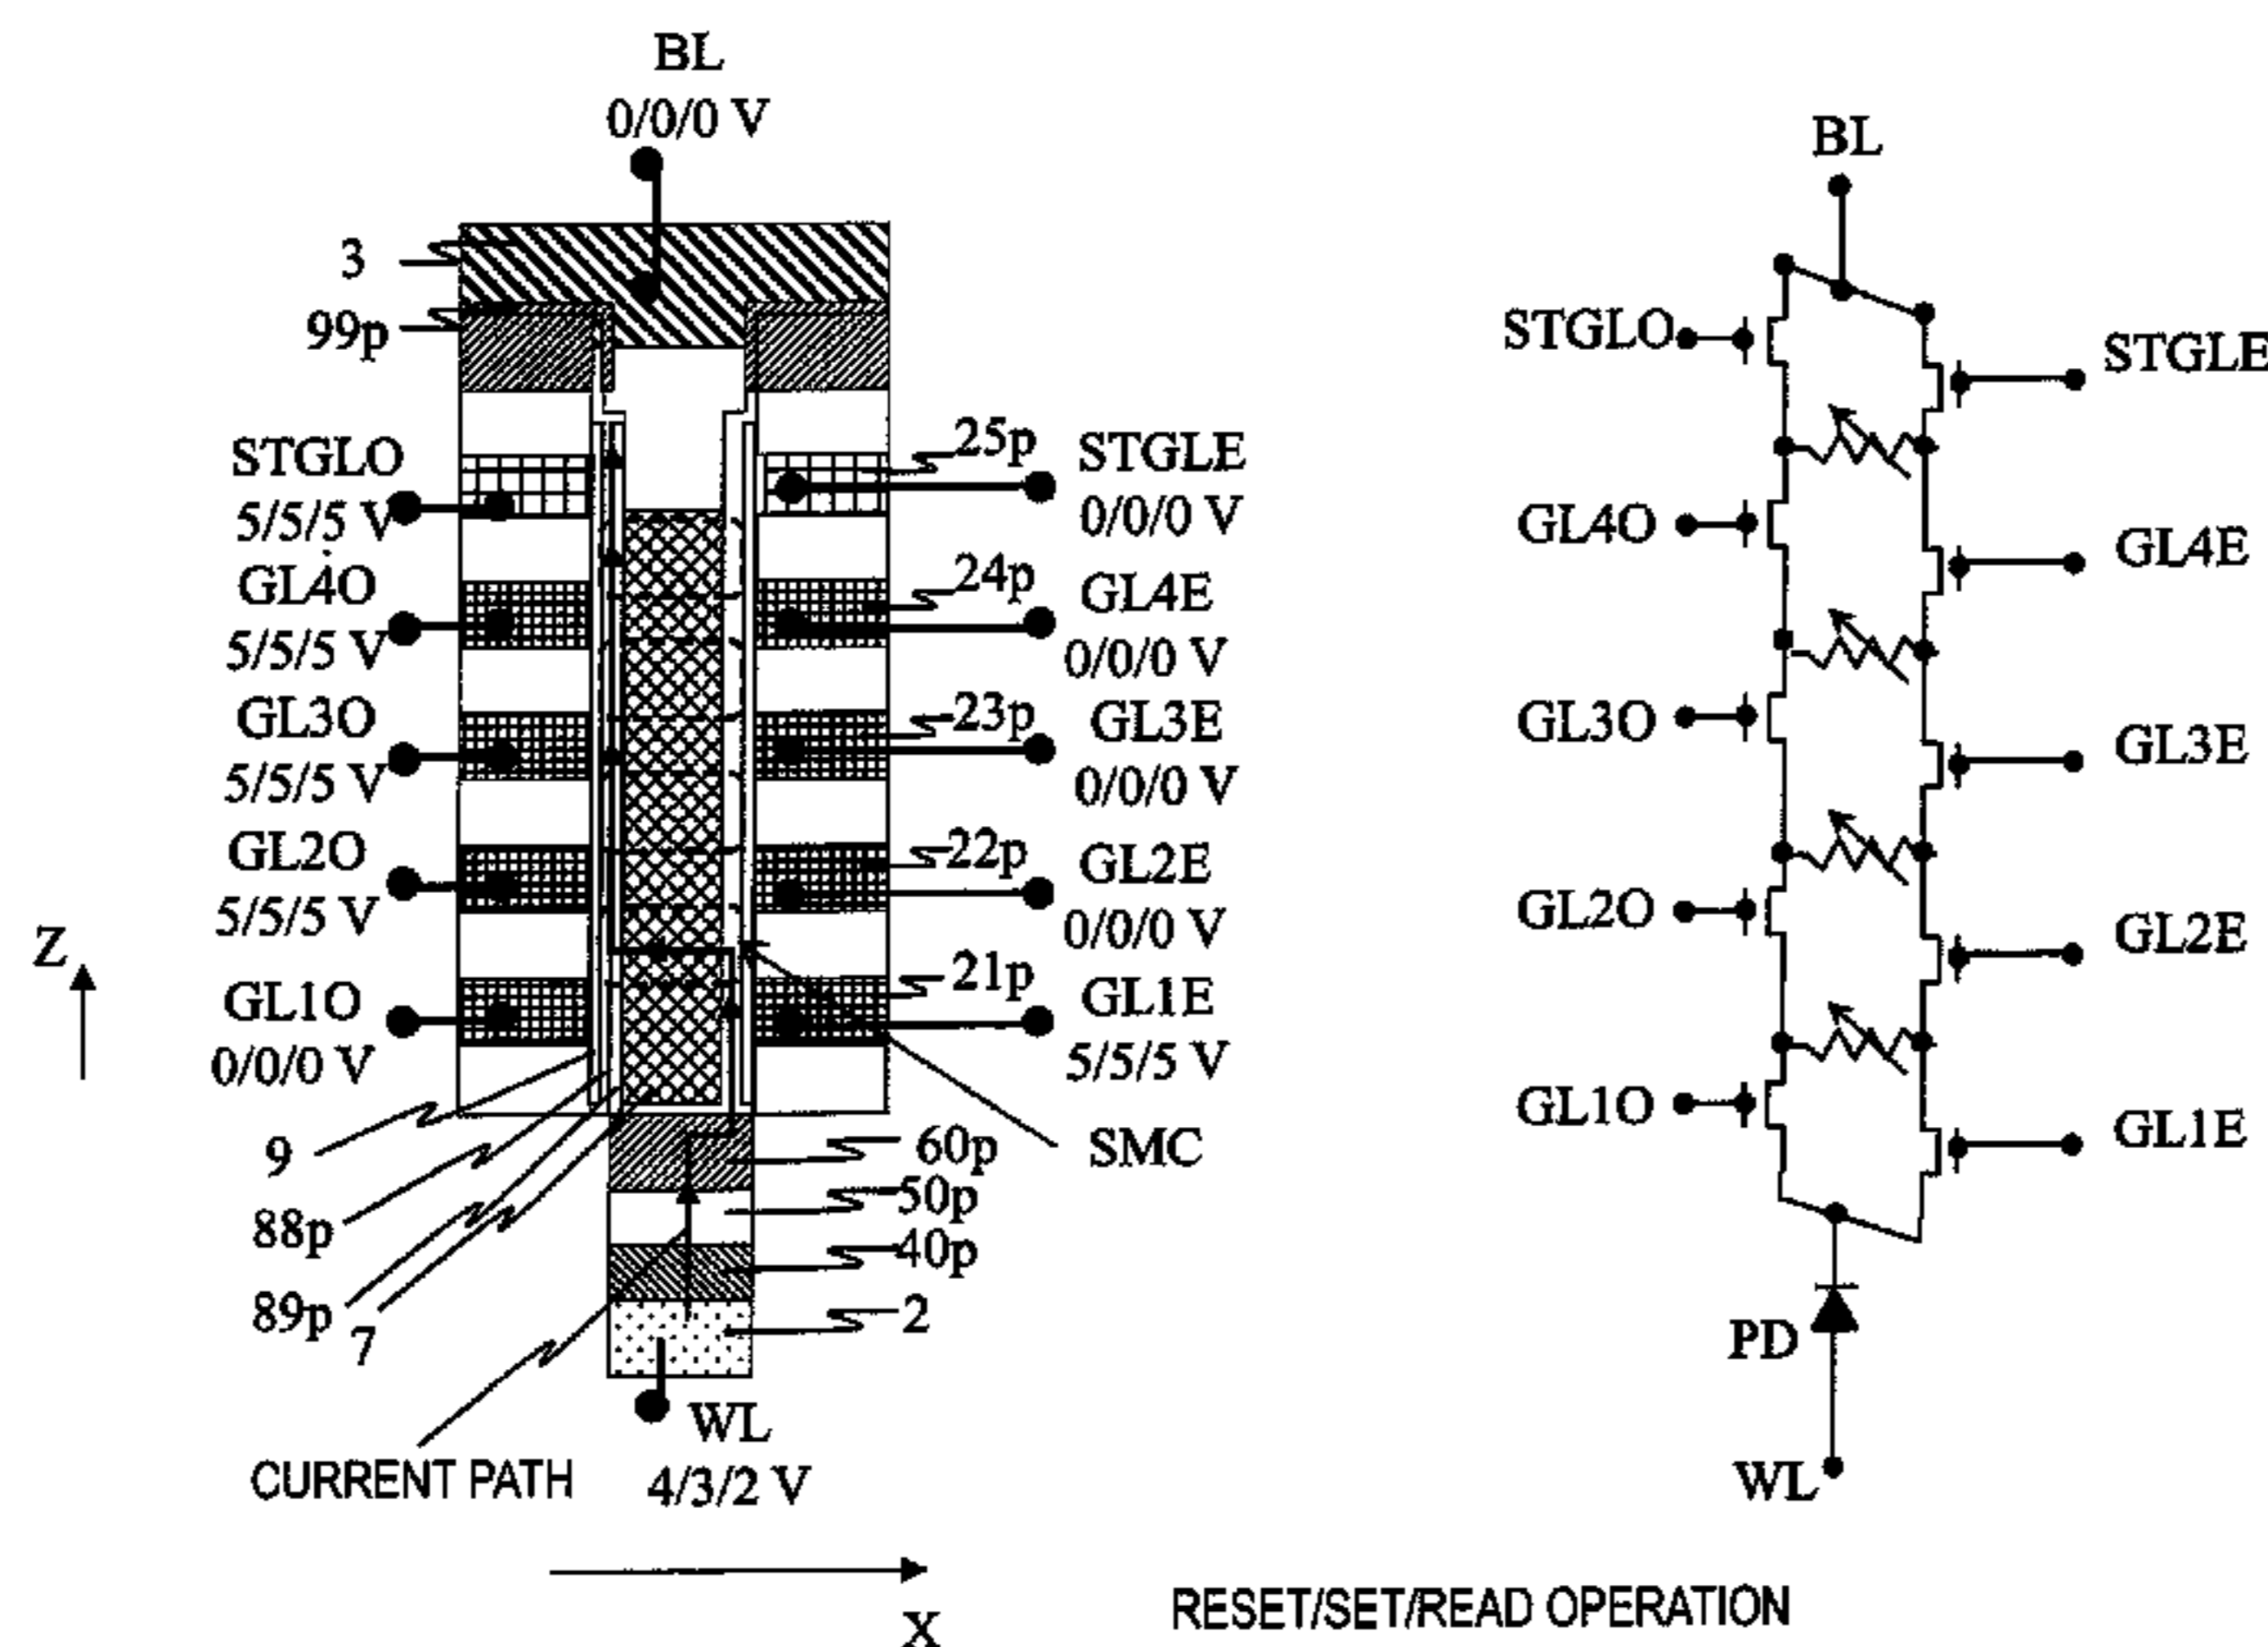 BL
0/0/0 V
3
99p
STGLO
5/5/5 V
GL4O
5/5/5 V
GL3O
5/5/5 V
GL2O
5/5/5 V
GL1O
0/0/0 V
Z
9
88p
89p
7
CURRENT PATH
25p
STGLE
0/0/0 V
24p
GL4E
0/0/0 V
23p
GL3E
0/0/0 V
22p
GL2E
0/0/0 V
21p
GL1E
5/5/5 V
SMC
60p
50p
40p
2
WL
4/3/2 V
X
BL
STGLO
STGLE
GL4O
GL4E
GL3O
GL3E
GL2O
GL2E
GL1O
GL1E
PD
WL
RESET/SET/READ OPERATION